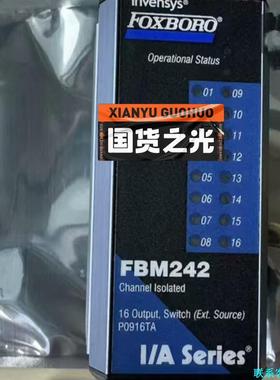 invensys
FOXBORO
Operational Status
01 09
10
XIANYU GUOHUO
11
国货之光
12
05 13
06 14
07 15
08 16
FBM242
Channel Isolated
16 Output, Switch (Ext. Source)
P0916TA
I/A Series